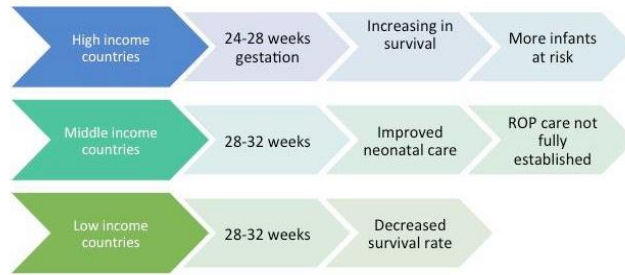 High income
countries
24-28 weeks
gestation
Increasing in
survival
More infants
at risk
Middle income
countries
28-32 weeks
Improved
neonatal care
ROP care not
fully
established
Low income
countries
28-32 weeks
Decreased
survival rate